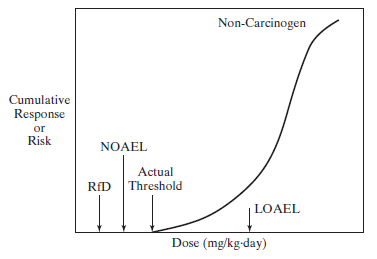 Non-Carcinogen
Cumulative
Response
or
Risk
NOAEL
Actual
RfD Threshold
LOAEL
Dose (mg/kg·day)